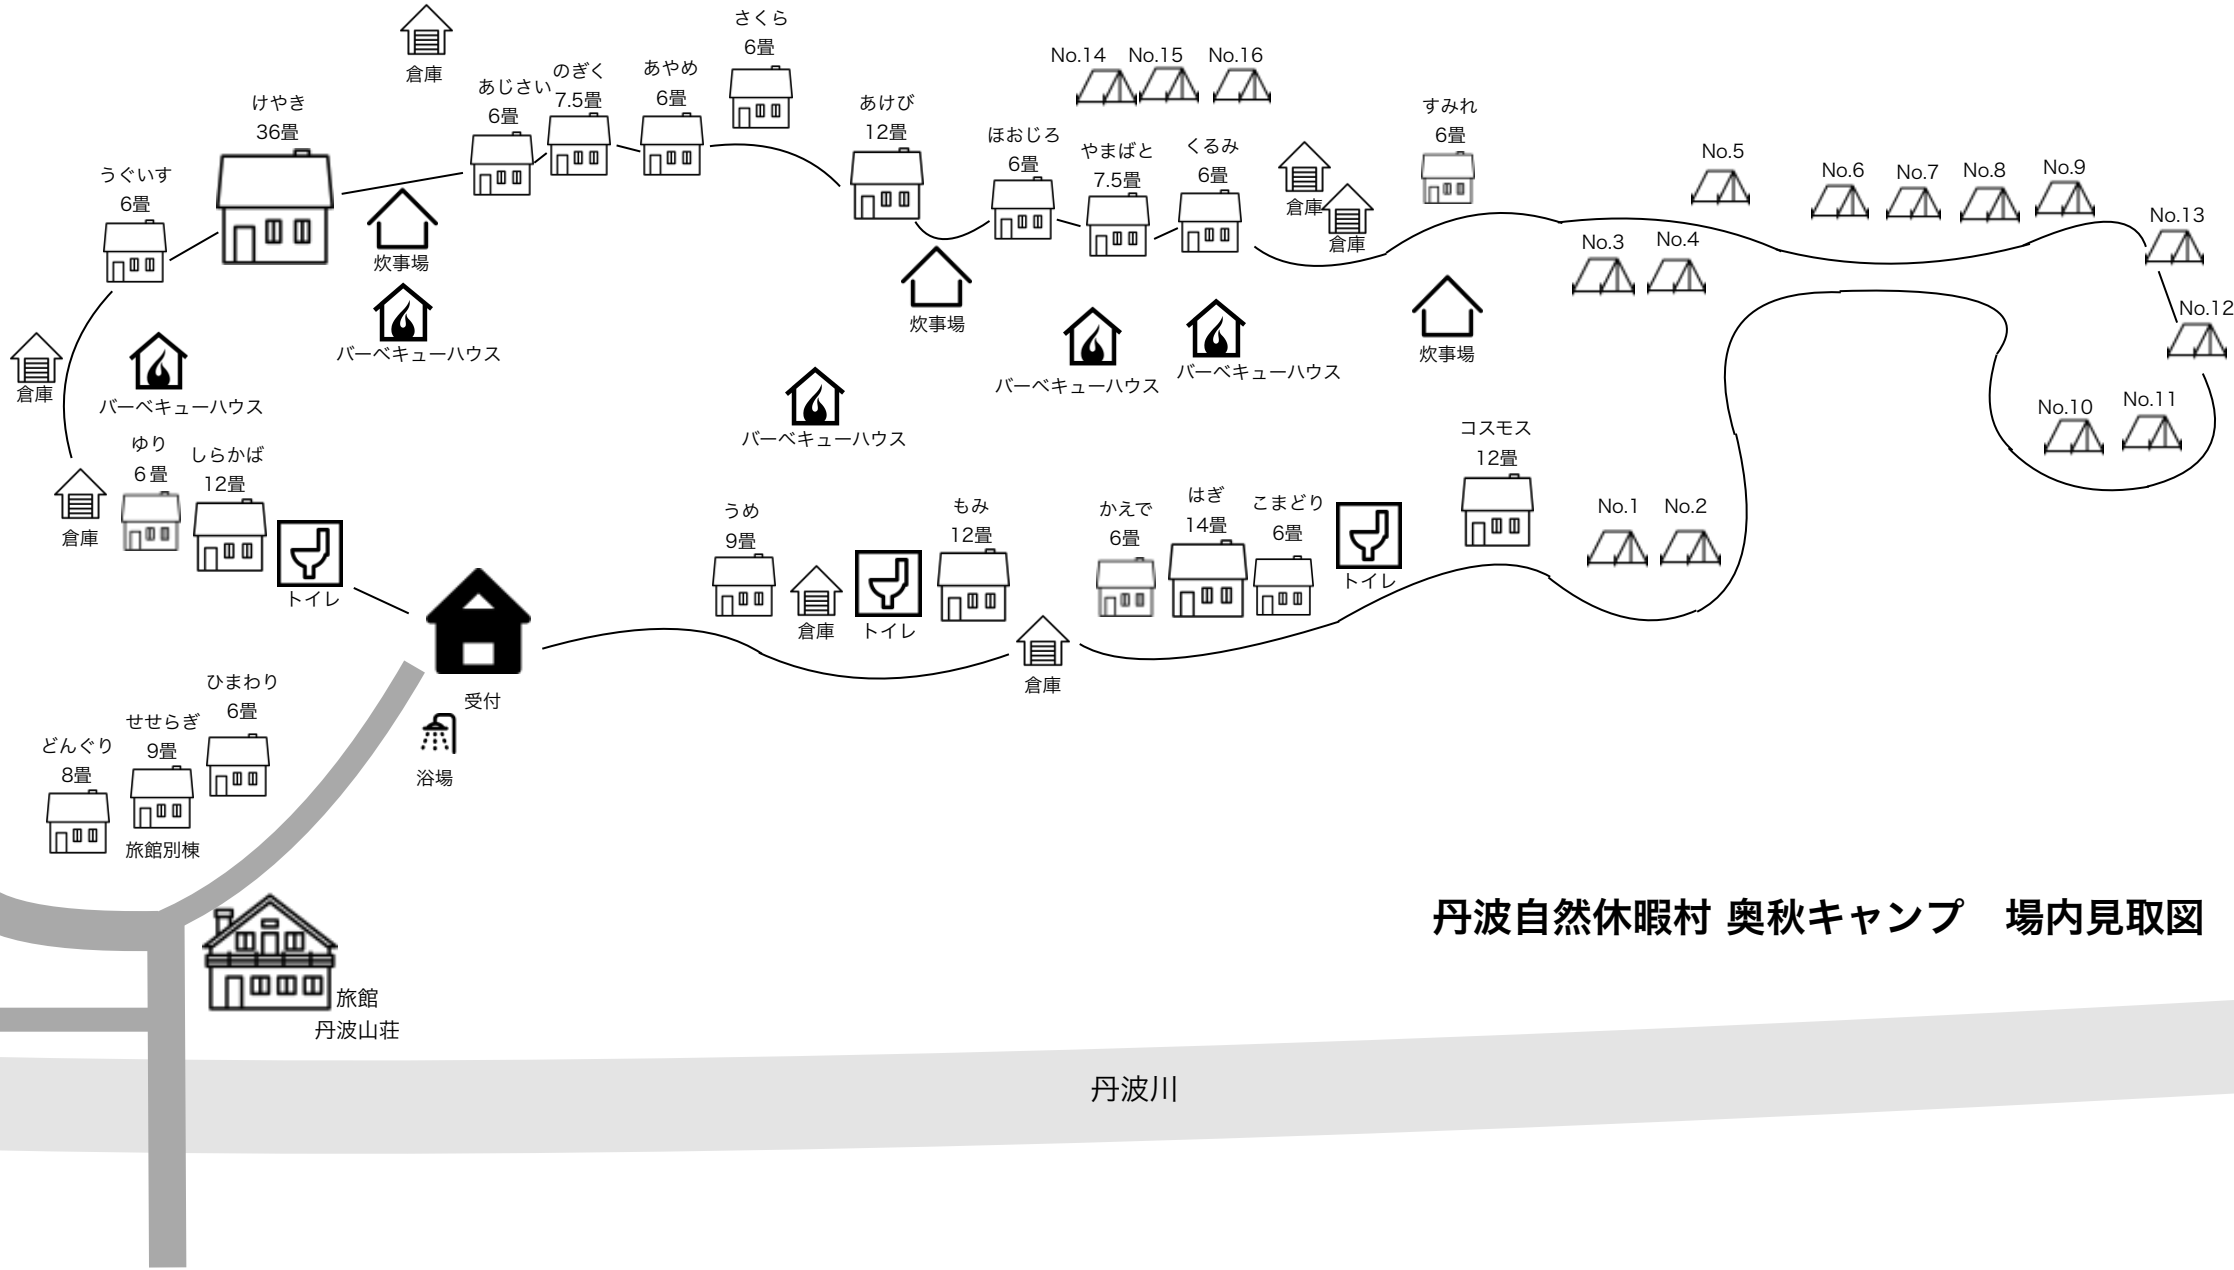 倉庫
さくら
6畳
No.14
No.15
No.16
あじさい
6畳
のぎく
7.5畳
あやめ
6畳
けやき
36畳
あけび
12畳
すみれ
6畳
ほおじろ
6畳
やまばと
7.5畳
くるみ
6畳
No.5
No.6
No.7
No.8
No.9
うぐいす
6畳
倉庫
倉庫
No.13
No.3
No.4
炊事場
炊事場
No.12
バーベキューハウス
炊事場
倉庫
バーベキューハウス
バーベキューハウス
バーベキューハウス
バーベキューハウス
No.10
No.11
ゆり
6畳
しらかば
12畳
コスモス
12畳
倉庫
トイレ
うめ
9畳
もみ
12畳
かえで
6畳
はぎ
14畳
こまどり
6畳
No.1
No.2
トイレ
倉庫
トイレ
倉庫
受付
ひまわり
6畳
せせらぎ
9畳
どんぐり
8畳
浴場
旅館別棟
丹波自然休暇村 奥秋キャンプ　場内見取図
旅館
丹波山荘
丹波川